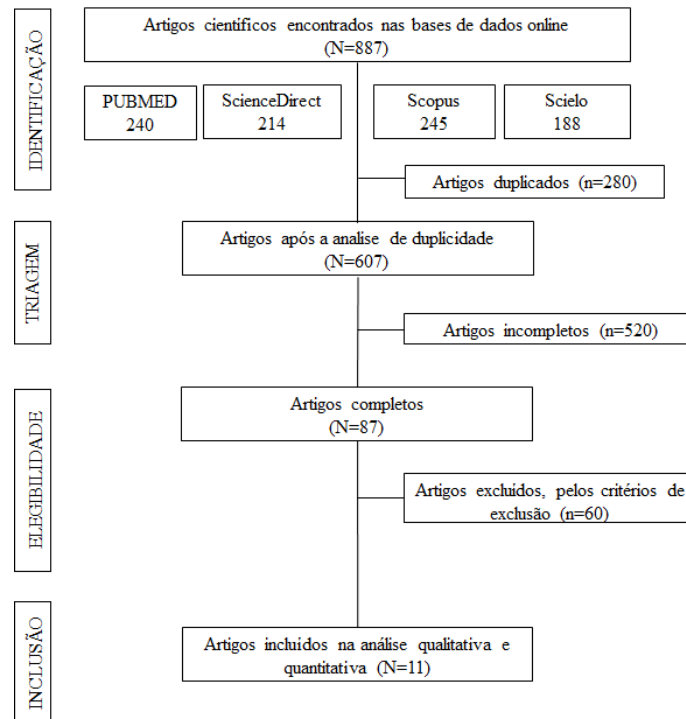 IDENTIFICAÇÃO
Artigos científicos encontrados nas bases de dados online
(N=887)
PUBMED
240
ScienceDirect
214
Scopus
245
Scielo
188
Artigos duplicados (n=280)
TRIAGEM
Artigos após a analise de duplicidade
(N=607)
Artigos incompletos (n=520)
ELEGIBILIDADE
Artigos completos
(N=87)
Artigos excluidos, pelos critérios de
exclusão (n=60)
INCLUSÃO
Artigos incluidos na análise qualitativa e
quantitativa (N=11)